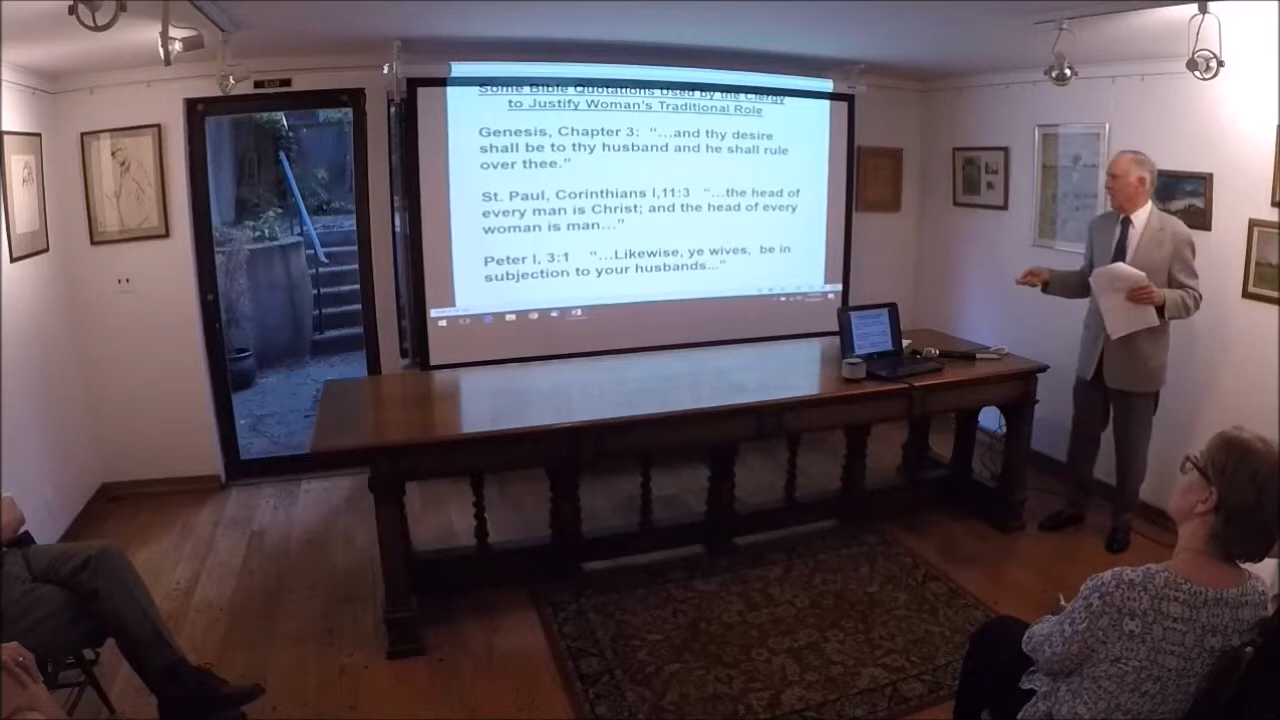 EXIT
Some Bible Quotations Used by the Clergy
to Justify Woman's Traditional Role
Genesis, Chapter 3: "...and thy desire
shall be to thy husband and he shall rule
over thee."
St. Paul, Corinthians I,11:3 "...the head of
every man is Christ; and the head of every
woman is man..."
Peter I, 3:1 "...Likewise, ye wives, be in
subjection to your husbands..."